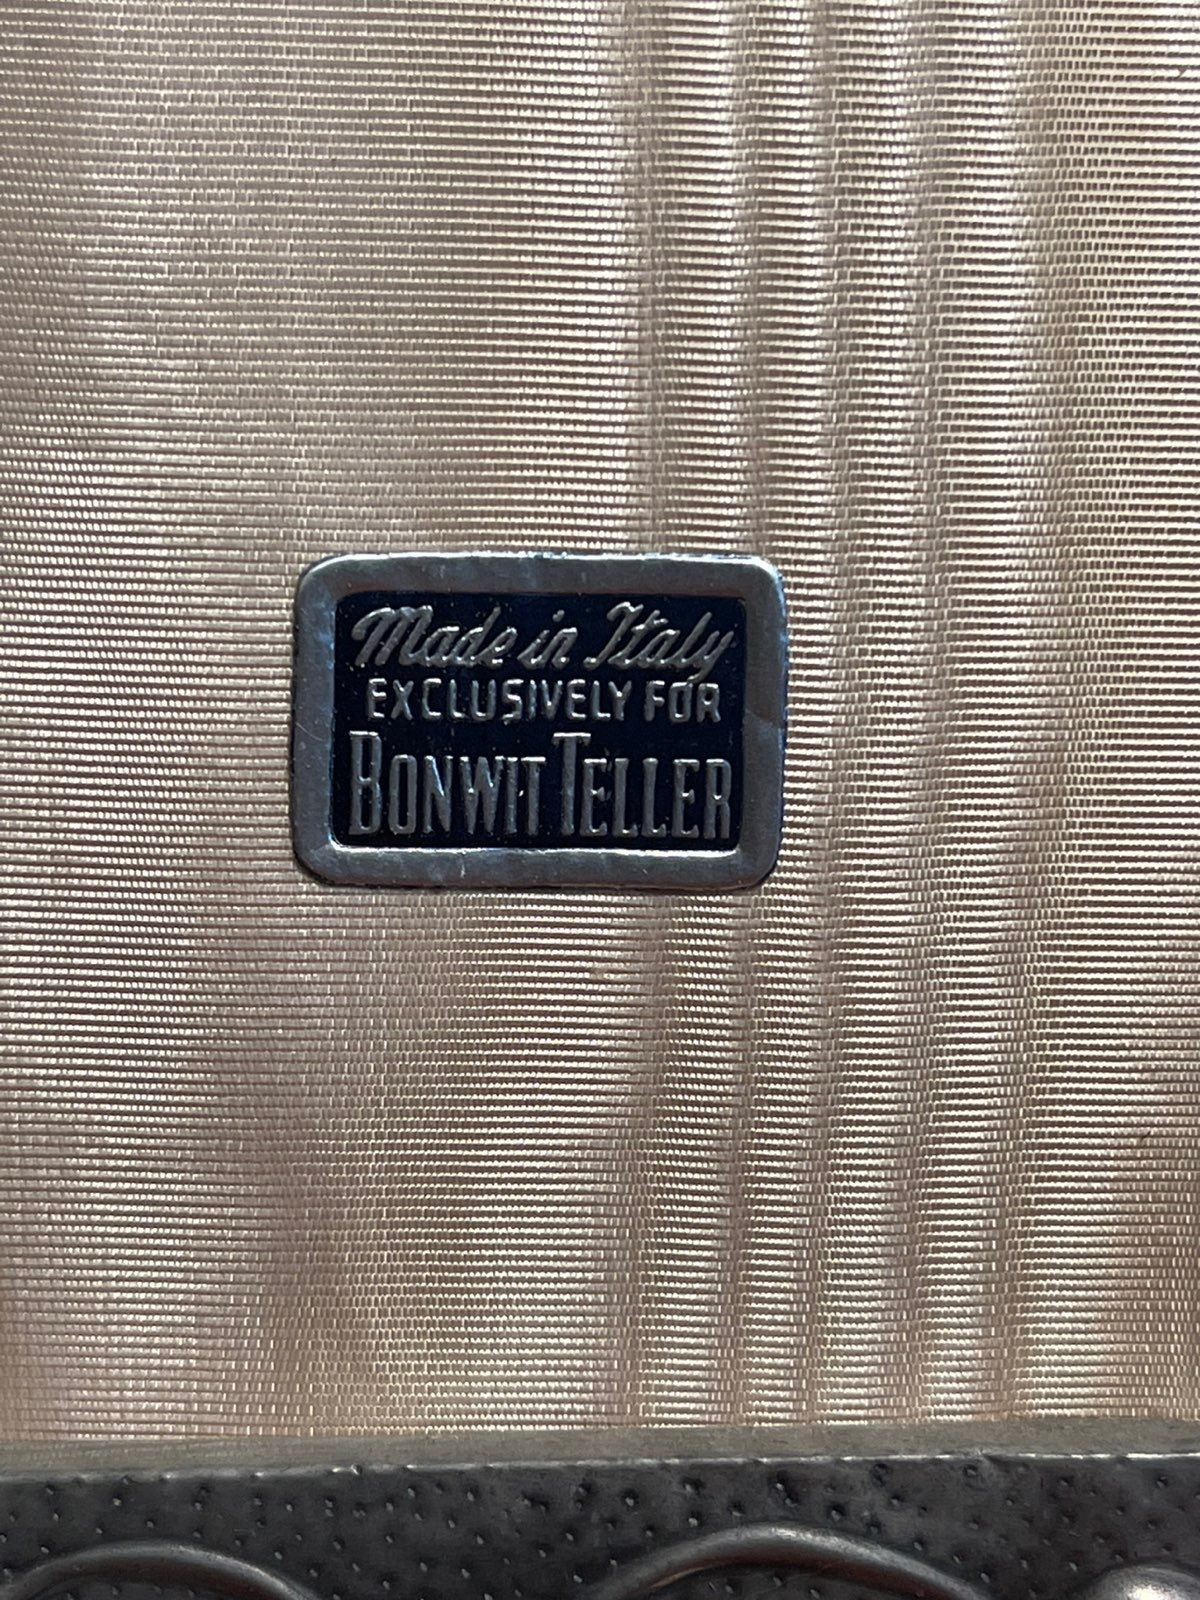 Made in Italy
EXCLUSIVELY FOR
BONWIT TELLER